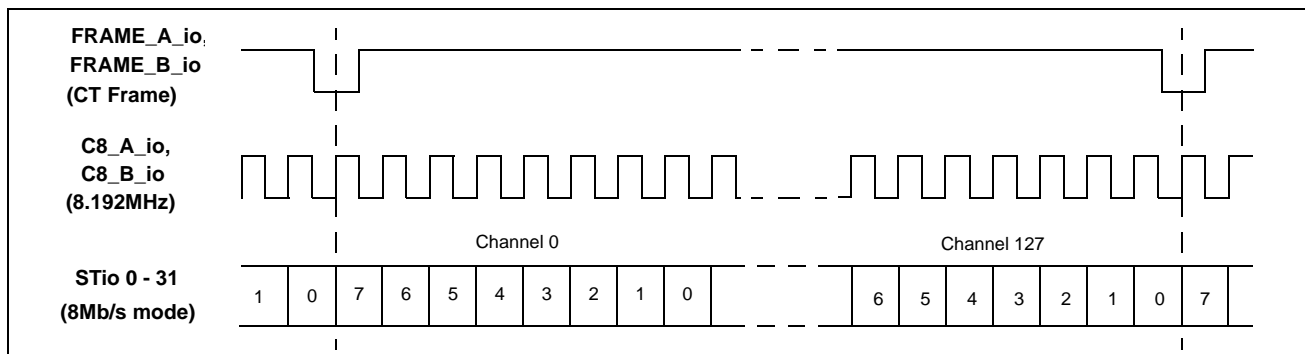 FRAME_A_io,
FRAME_B_io
(CT Frame)
C8_A_io,
C8_B_io
(8.192MHz)
Channel 0
Channel 127
STio 0 - 31
(8Mb/s mode)
1 0 7 6 5 4 3 2 1 0 6 5 4 3 2 1 0 7